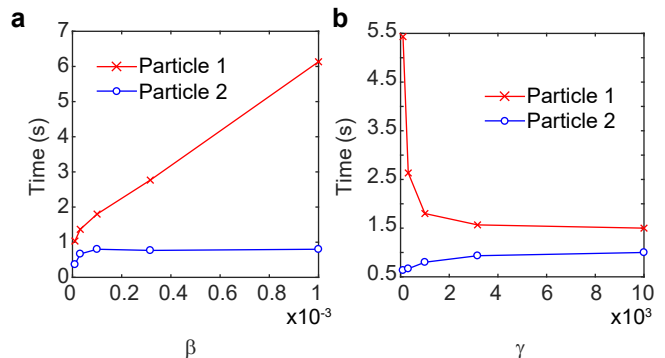 a
7
6
5
4
3
2
1
0
Time (s)
Particle 1
Particle 2
0 0.2 0.4 0.6 0.8 1
x10-3
β
b
5.5
4.5
3.5
2.5
1.5
0.5
Time (s)
Particle 1
Particle 2
0 2 4 6 8 10
x10³
γ